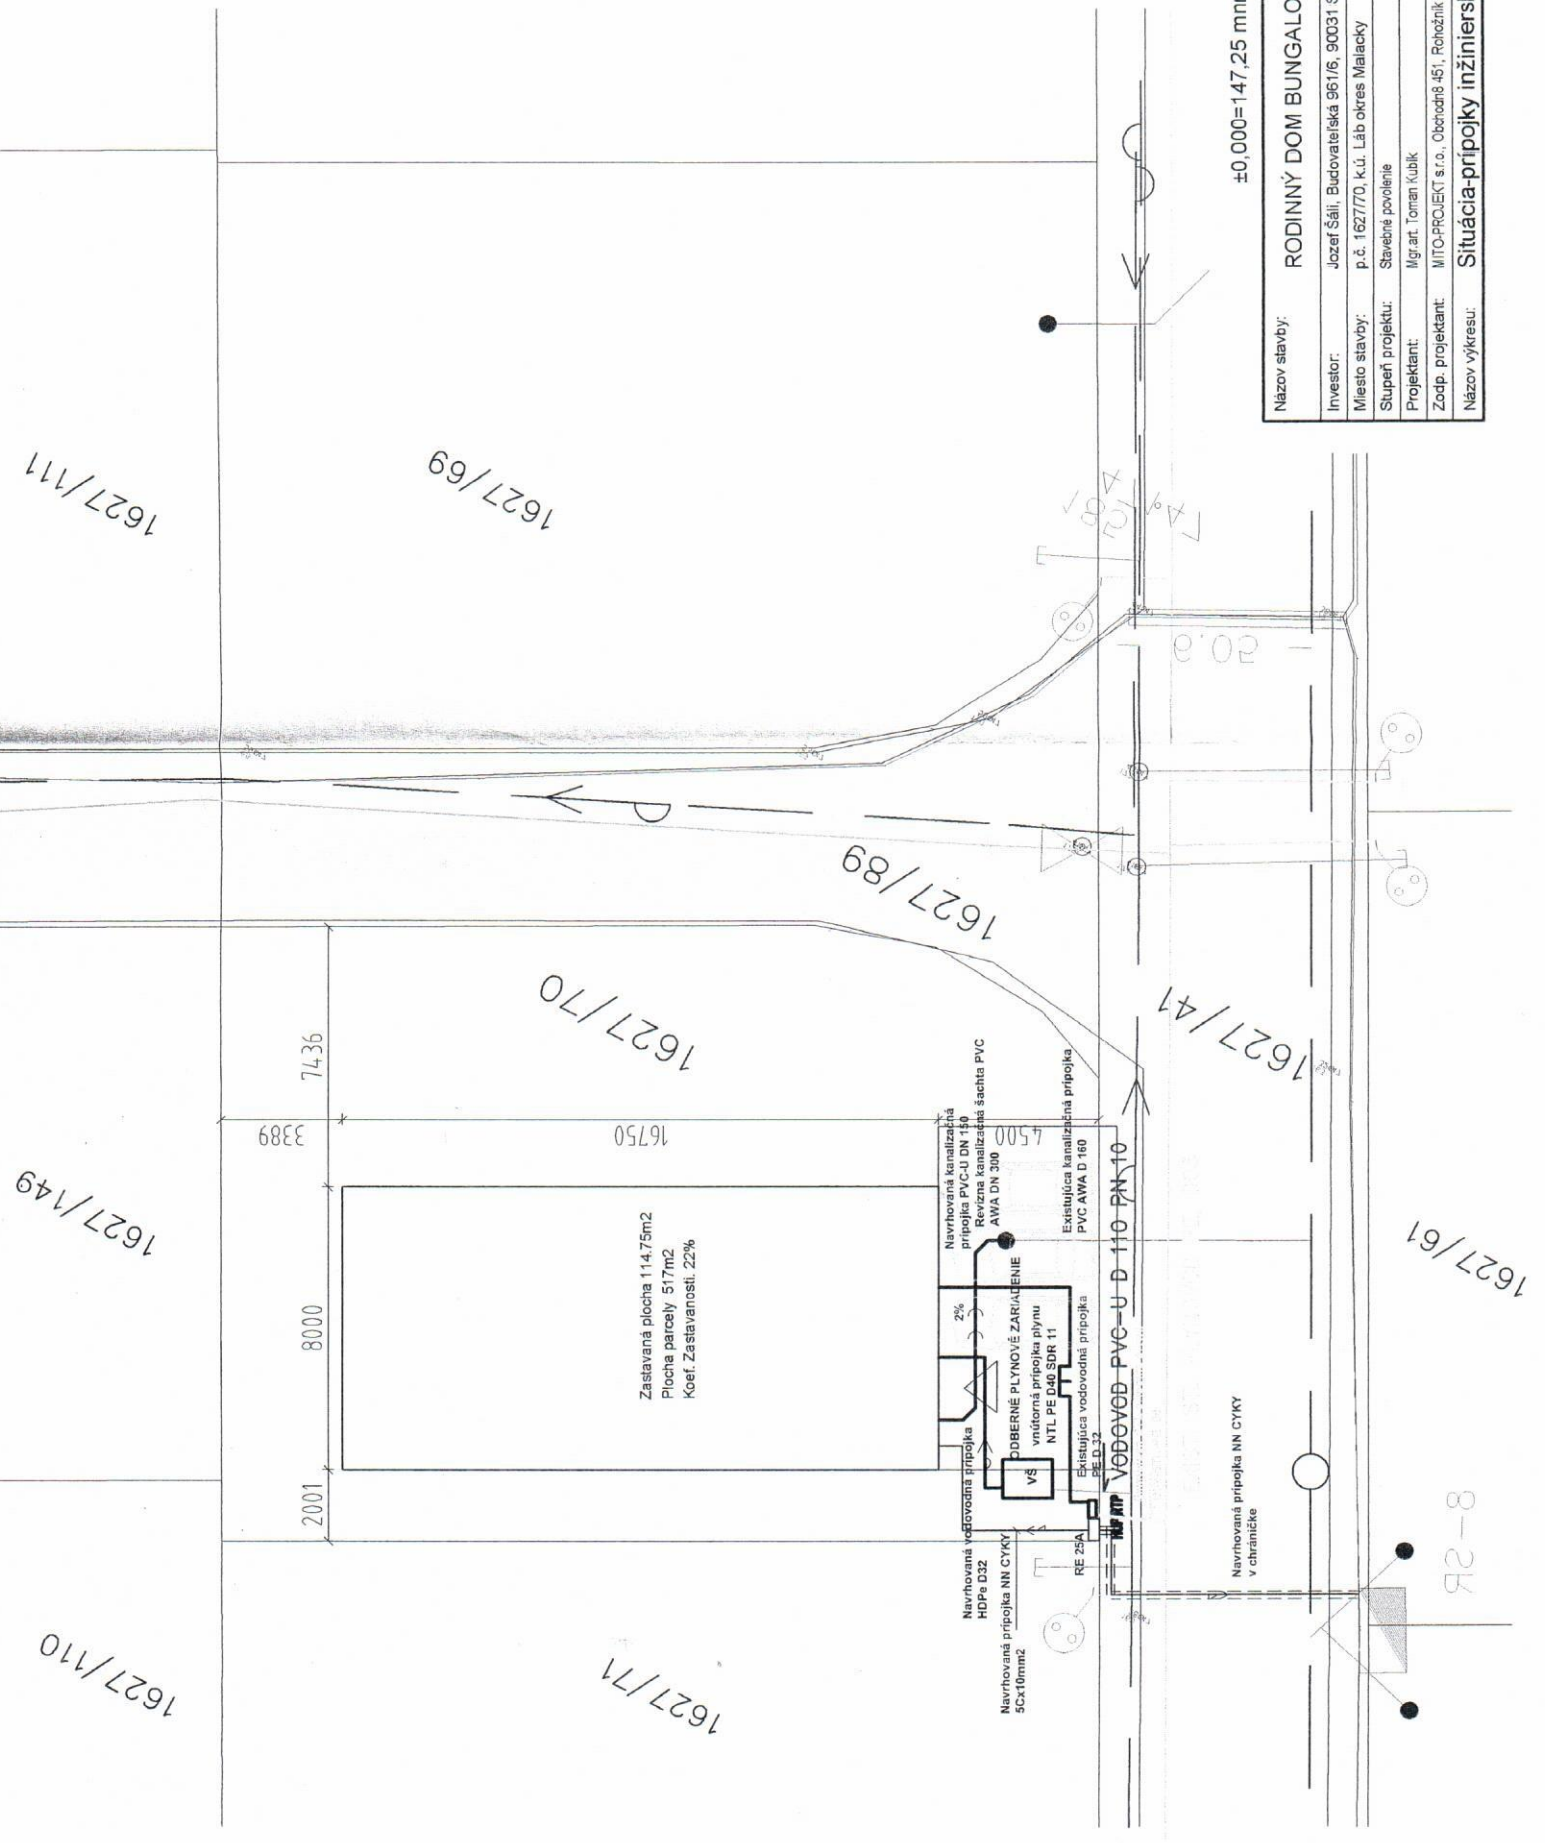 1627/111
1627/69
1627/149
1627/70
1627/89
1627/41
1627/61
1627/110
1627/71
7436
8000
2001
3389
16750
4500
Zastavaná plocha 114.75m2
Plocha parcely 517m2
Koef. Zastavanosti. 22%
Navrhovaná kanalizačná
prípojka PVC-U DN 150
Revízna kanalizačná šachta PVC
AWA DN 300
Existujúca kanalizačná prípojka
PVC AWA D 160
2%
ODBERNÉ PLYNOVÉ ZARIADENIE
vnútorná prípojka plynu
NTL PE D40 SDR 11
VŠ
Existujúca vodovodná prípojka
PE D 32
VODOVOD PVC-U D 110 PN 10
Navrhovaná vodovodná prípojka
HDPe D32
Navrhovaná prípojka NN CYKY
5Cx10mm2
RE 25A
HUP RTP
Navrhovaná prípojka NN CYKY
v chráničke
50.9
8-SR
±0,000=147,25
Názov stavby: RODINNÝ DOM BUNGALO
Investor: Jozef Šáli, Budovateľská 961/6, 90031
Miesto stavby: p.č. 1627/70, k.ú. Láb okres Malacky
Stupeň projektu: Stavebné povolenie
Projektant: Mgr.art. Toman Kubík
Zodp. projektant: MITO-PROJEKT s.r.o., Obchodn8 451, Rohožník
Názov výkresu: Situácia-prípojky inžiniersk